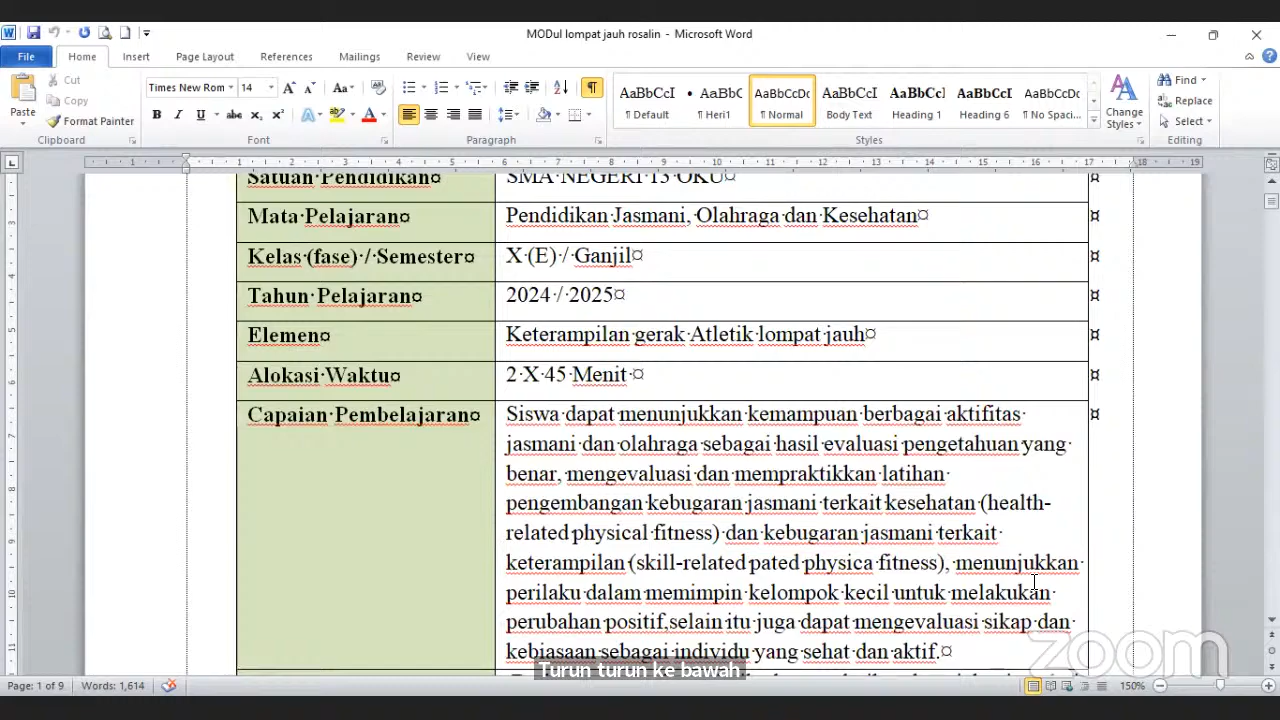 MODul lompat jauh rosalin - Microsoft Word
File Home Insert Page Layout References Mailings Review View
Cut
Copy
Paste
Format Painter
Clipboard
Times New Rom 14
Font
Paragraph
AaBbCcI AaBbC AaBbCcDc AaBbCcI AaBbCcI AaBbCcI AaBbCcDc
¶ Default ¶ Heri1 ¶ Normal Body Text Heading 1 Heading 6 ¶ No Spaci...
Styles
Change Styles
Find
Replace
Select
Editing
Satuan Pendidikan¤ SMA NEGERI 13 OKU¤
Mata Pelajaran¤ Pendidikan Jasmani, Olahraga dan Kesehatan¤
Kelas (fase) / Semester¤ X (E) / Ganjil¤
Tahun Pelajaran¤ 2024 / 2025¤
Elemen¤ Keterampilan gerak Atletik lompat jauh¤
Alokasi Waktu¤ 2 X 45 Menit ¤
Capaian Pembelajaran¤ Siswa dapat menunjukkan kemampuan berbagai aktifitas
jasmani dan olahraga sebagai hasil evaluasi pengetahuan yang
benar, mengevaluasi dan mempraktikkan latihan
pengembangan kebugaran jasmani terkait kesehatan (health-
related physical fitness) dan kebugaran jasmani terkait
keterampilan (skill-related pated physica fitness), menunjukkan
perilaku dalam memimpin kelompok kecil untuk melakukan
perubahan positif,selain itu juga dapat mengevaluasi sikap dan
kebiasaan sebagai individu yang sehat dan aktif.¤
zoom
Turun turun ke bawah
Page: 1 of 9 Words: 1,614 150%